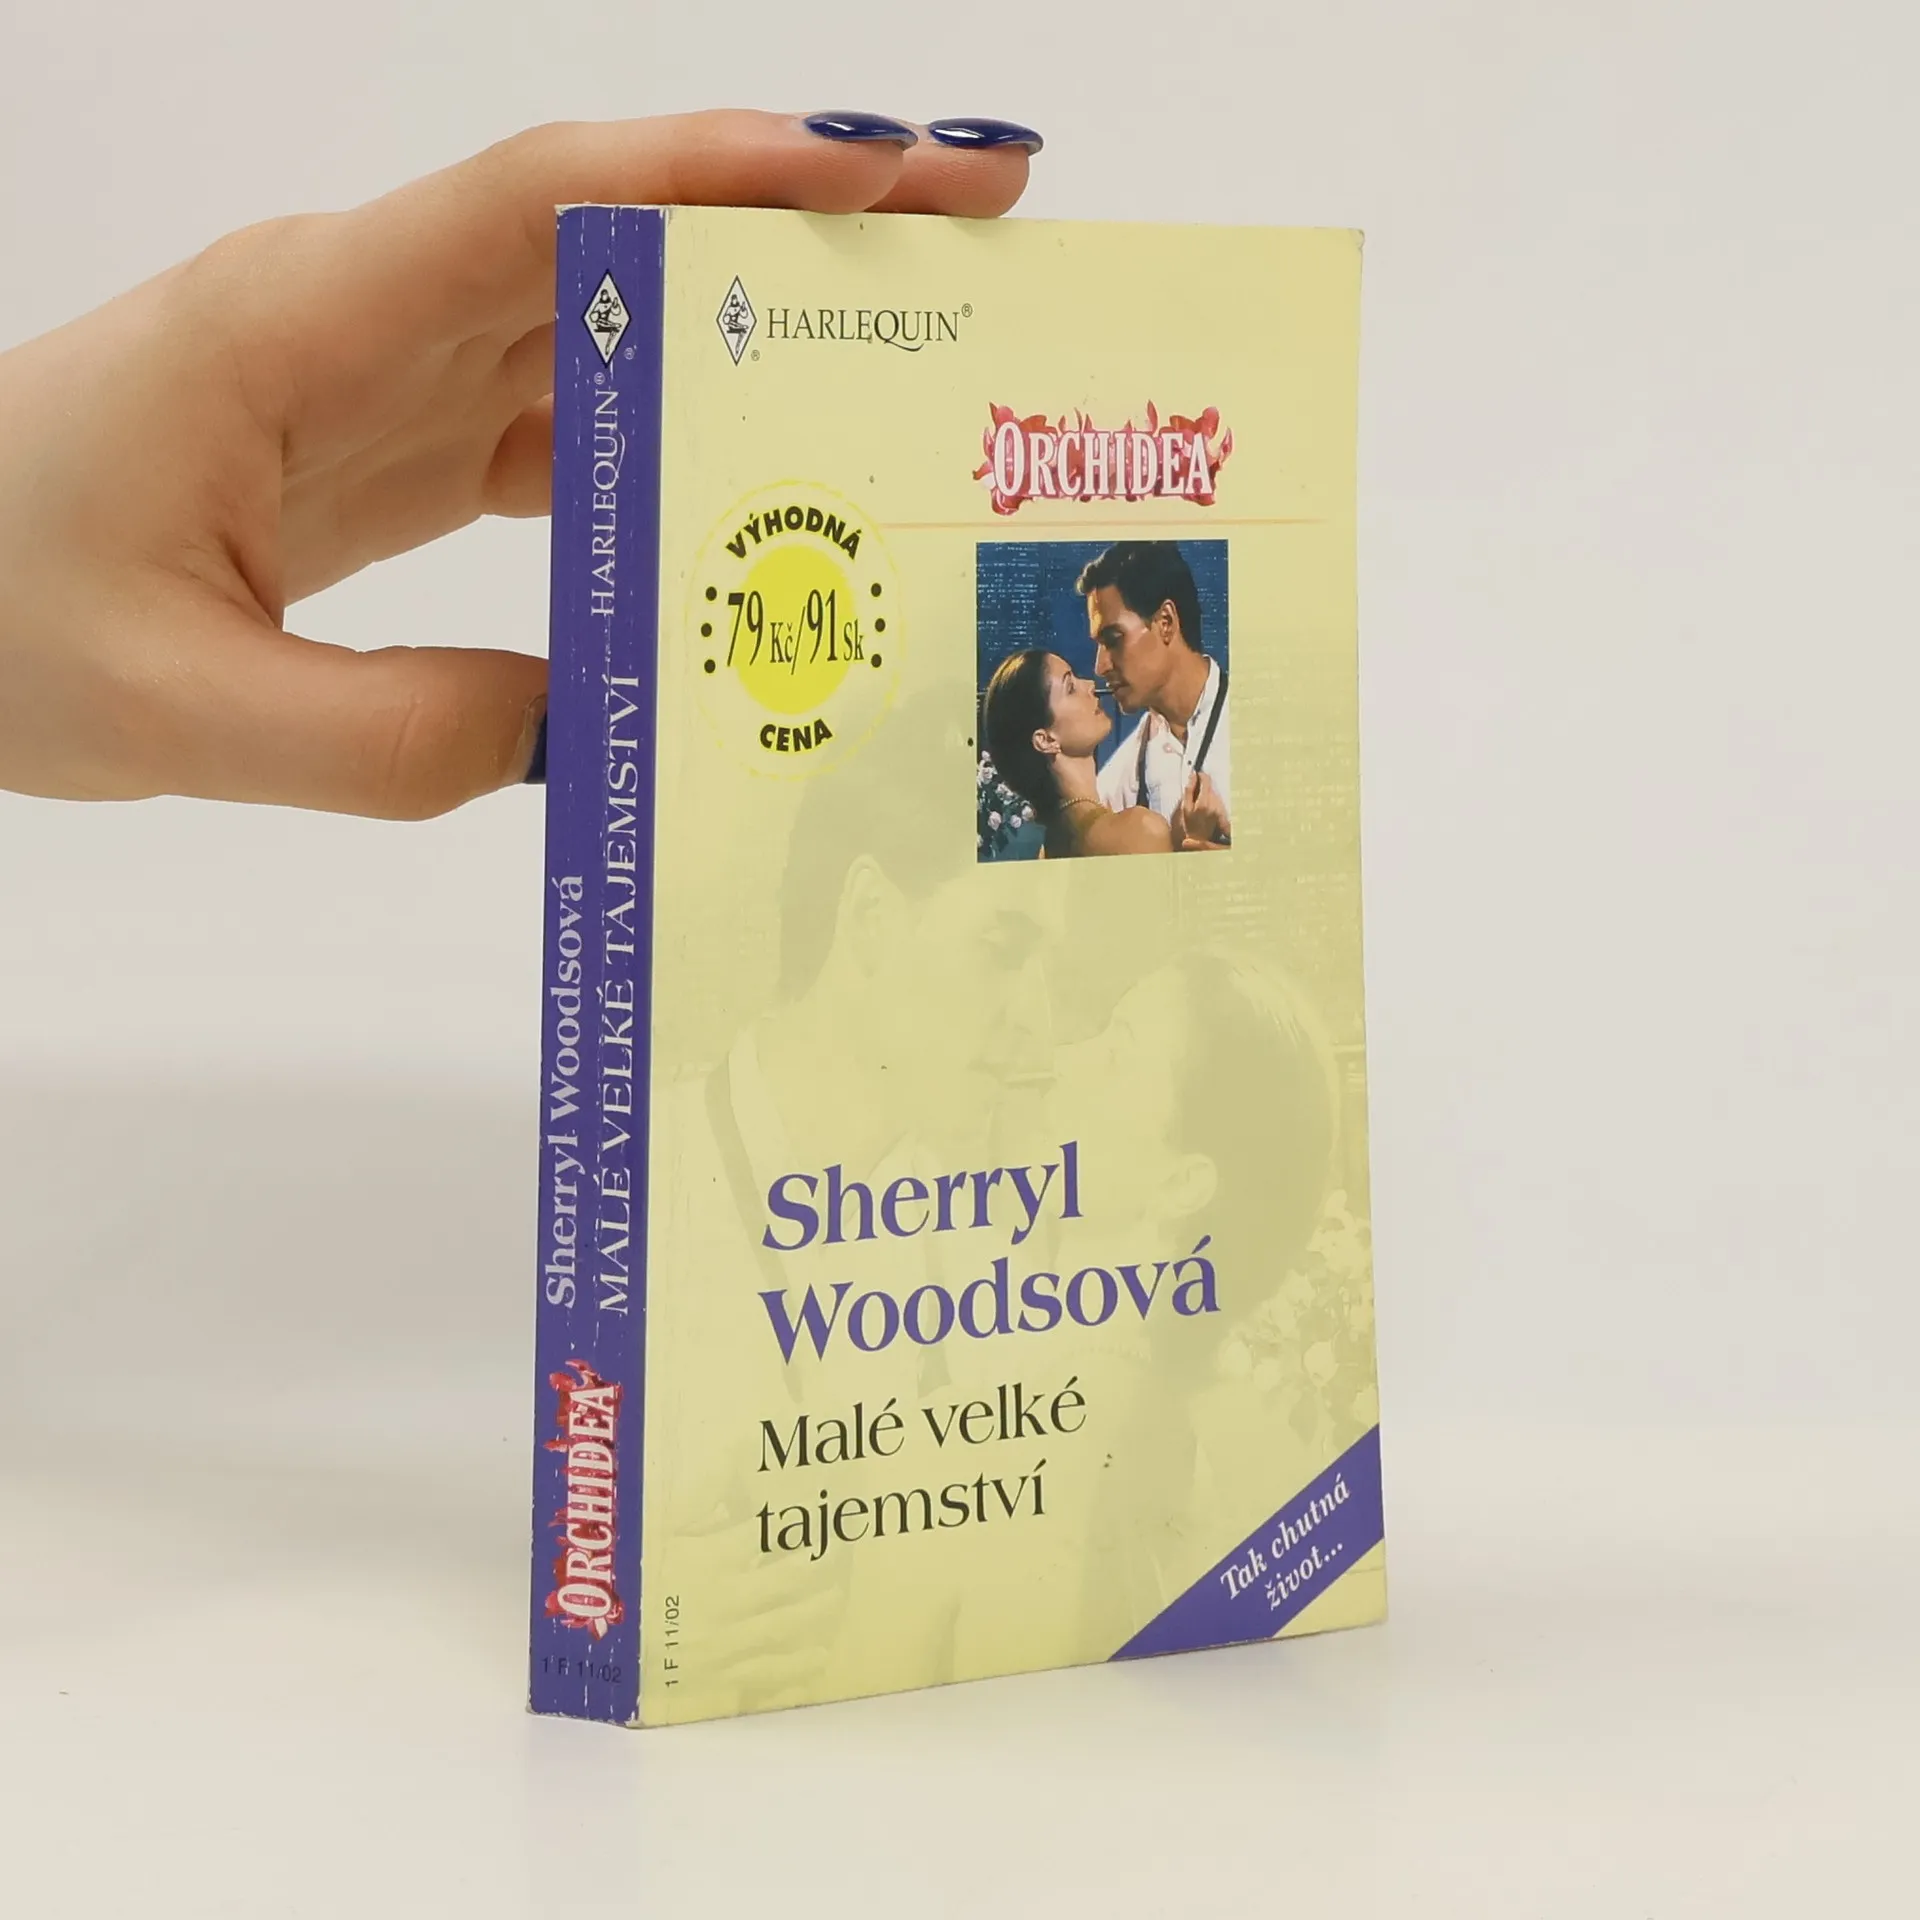 HARLEQUIN®
ORCHIDEA
VÝHODNÁ
79 Kč/91 Sk
CENA
Sherryl
Woodsová
Malé velké
tajemství
Tak chutná
život...
1 F 11/02
HARLEQUIN®
Sherryl Woodsová
MALÉ VELKÉ TAJEMSTVÍ
ORCHIDEA
1 F 11/02